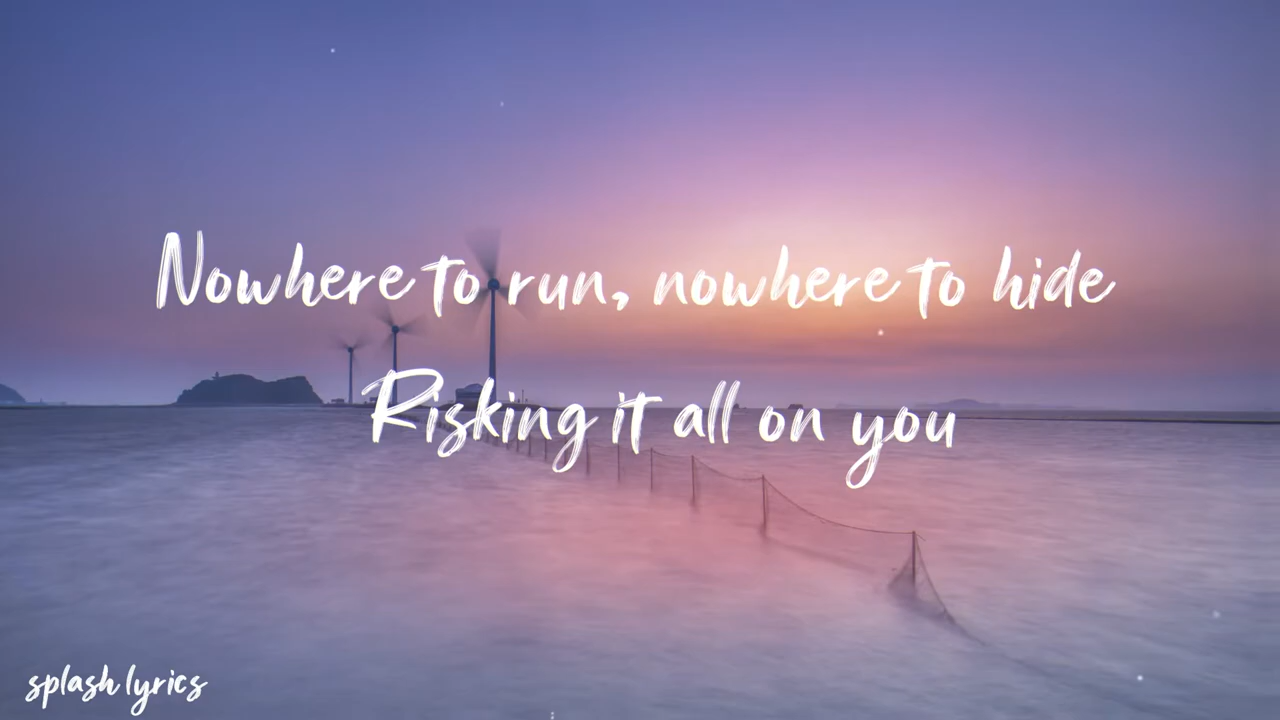 Nowhere to run, nowhere to hide
Risking it all on you
splash lyrics